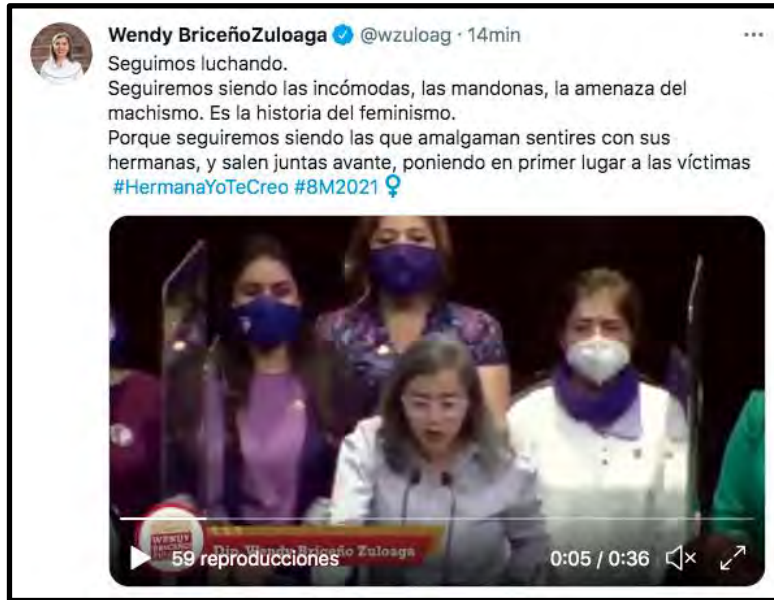 Wendy BriceñoZuloaga @wzuloag · 14min
Seguimos luchando.
Seguiremos siendo las incómodas, las mandonas, la amenaza del
machismo. Es la historia del feminismo.
Porque seguiremos siendo las que amalgaman sentires con sus
hermanas, y salen juntas avante, poniendo en primer lugar a las víctimas
#HermanaYoTeCreo #8M2021
WENDY
BRICEÑO
Dip. Wendy Briceño Zuloaga
59 reproducciones
0:05 / 0:36